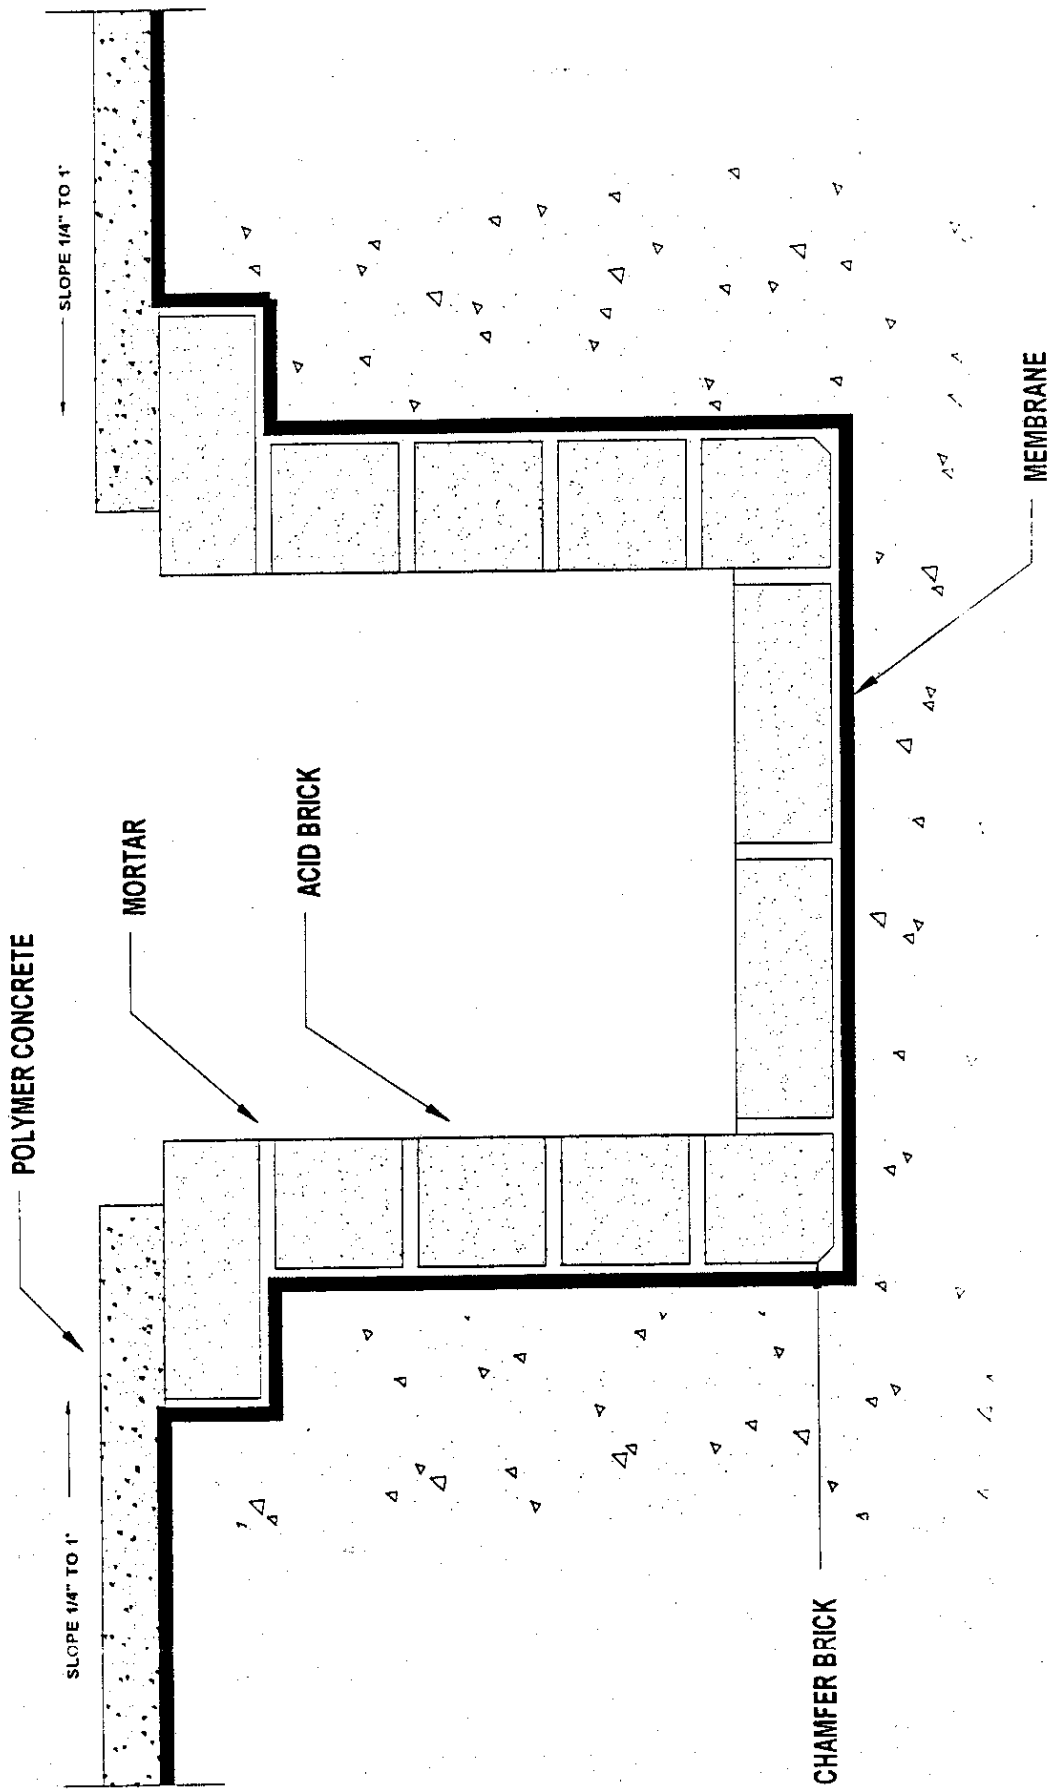 POLYMER CONCRETE
SLOPE 1/4" TO 1'
SLOPE 1/4" TO 1'
MORTAR
ACID BRICK
CHAMFER BRICK
MEMBRANE